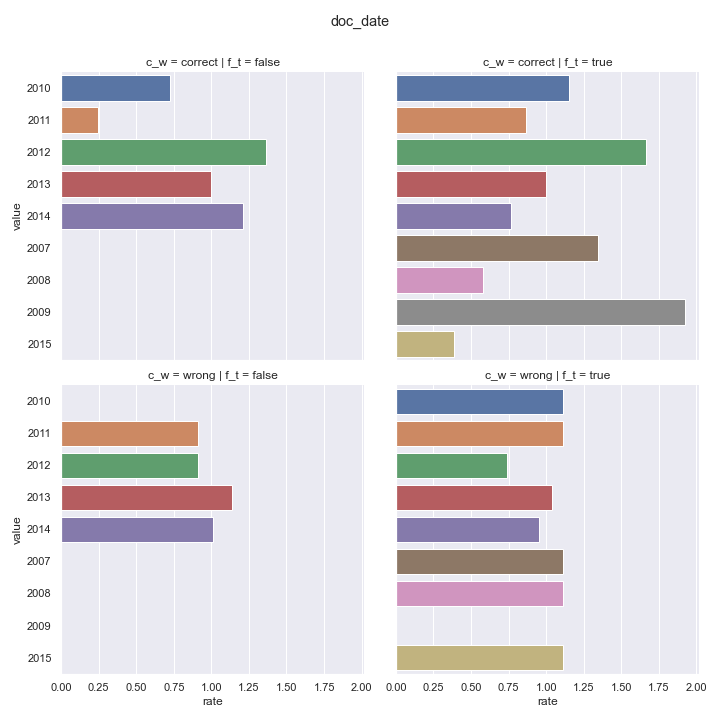 doc_date
c_w = correct | f_t = false
c_w = correct | f_t = true
value
2010
2011
2012
2013
2014
2007
2008
2009
2015
c_w = wrong | f_t = false
c_w = wrong | f_t = true
value
2010
2011
2012
2013
2014
2007
2008
2009
2015
0.00 0.25 0.50 0.75 1.00 1.25 1.50 1.75 2.00
rate
0.00 0.25 0.50 0.75 1.00 1.25 1.50 1.75 2.00
rate